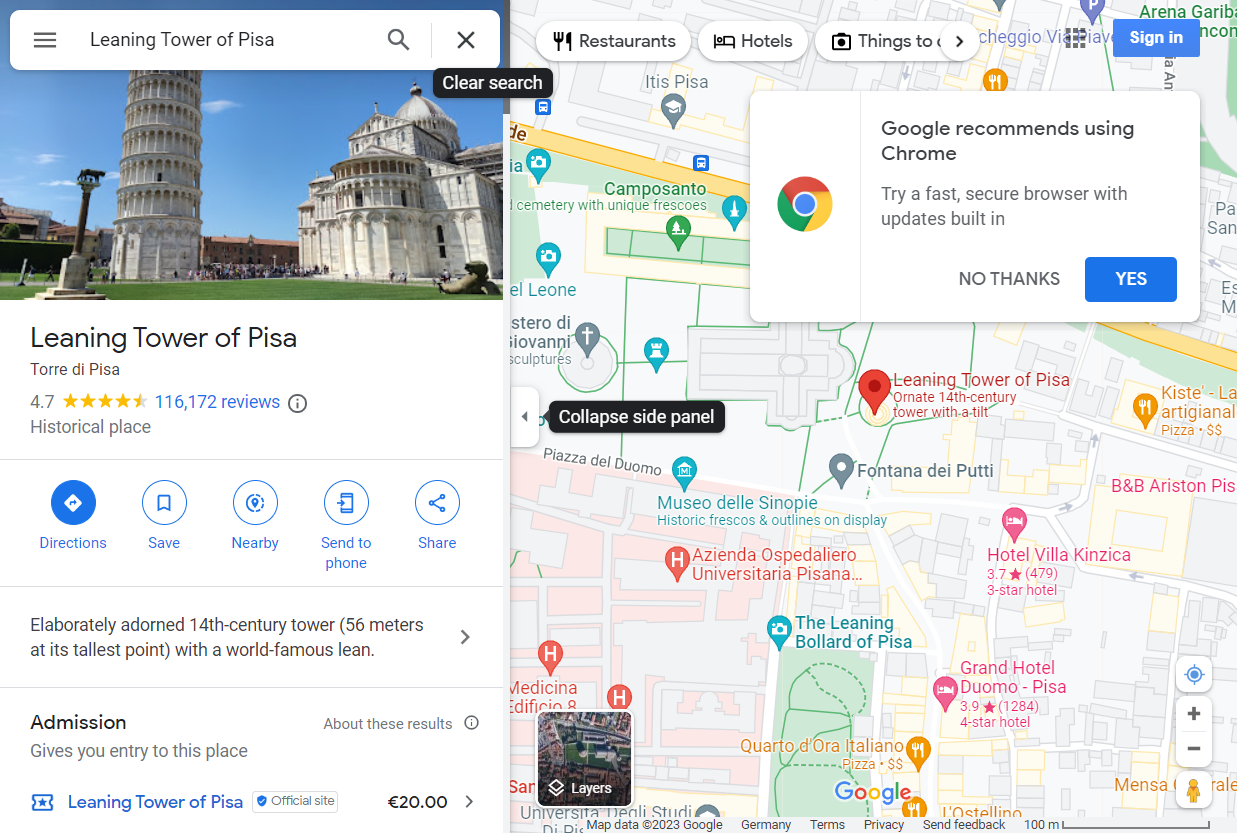 Leaning Tower of Pisa
Clear search
Leaning Tower of Pisa
Torre di Pisa
4.7
116,172 reviews
Historical place
Directions
Save
Nearby
Send to
phone
Share
Elaborately adorned 14th-century tower (56 meters
at its tallest point) with a world-famous lean.
Admission
About these results
Gives you entry to this place
Leaning Tower of Pisa
Official site
€20.00
Restaurants
Hotels
Things to
Sign in
Arena Garib
P
Itis Pisa
Google recommends using
Chrome
Try a fast, secure browser with
updates built in
NO THANKS
YES
Camposanto
cemetery with unique frescoes
el Leone
stero di
Giovanni
sculptures
Collapse side panel
Leaning Tower of Pisa
Ornate 14th-century
tower with a tilt
Kiste' - La
artigianal
Pizza • $$
Piazza del Duomo
Fontana dei Putti
Museo delle Sinopie
Historic frescos & outlines on display
B&B Ariston Pis
Hotel Villa Kinzica
3.7 ★ (479)
3-star hotel
H
Azienda Ospedaliero
Universitaria Pisana...
The Leaning
Bollard of Pisa
H
Medicina
Edificio 8
H
Grand Hotel
Duomo - Pisa
3.9 ★ (1284)
4-star hotel
Quarto d'Ora Italiano
Pizza • $$
Layers
Google
Mensa
L'Ostellino
Università Degli Studi
Di Pi
Map data ©2023 Google
Germany
Terms
Privacy
Send feedback
100 m